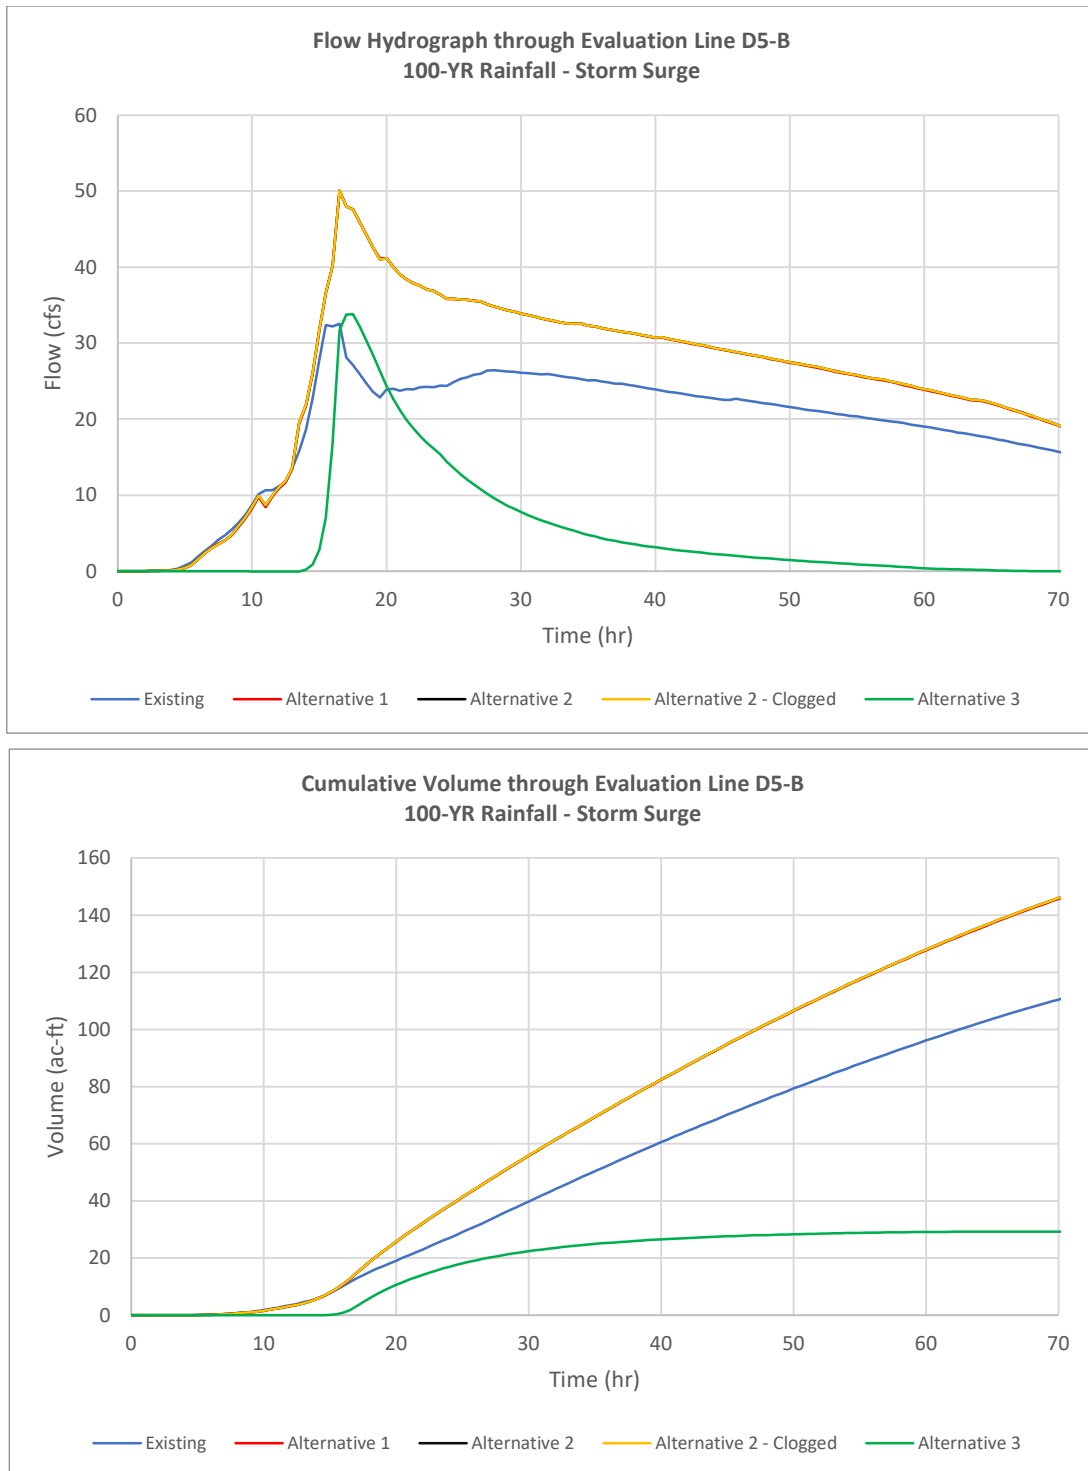 Flow Hydrograph through Evaluation Line D5-B
100-YR Rainfall - Storm Surge
60
50
40
30
20
10
0
Flow (cfs)
0 10 20 30 40 50 60 70
Time (hr)
Existing Alternative 1 Alternative 2 Alternative 2 - Clogged Alternative 3
Cumulative Volume through Evaluation Line D5-B
100-YR Rainfall - Storm Surge
160
140
120
100
80
60
40
20
0
Volume (ac-ft)
0 10 20 30 40 50 60 70
Time (hr)
Existing Alternative 1 Alternative 2 Alternative 2 - Clogged Alternative 3